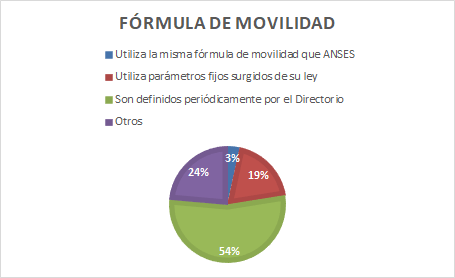 FÓRMULA DE MOVILIDAD
Utiliza la misma fórmula de movilidad que ANSES
Utiliza parámetros fijos surgidos de su ley
Son definidos periódicamente por el Directorio
Otros
3%
24%
19%
54%